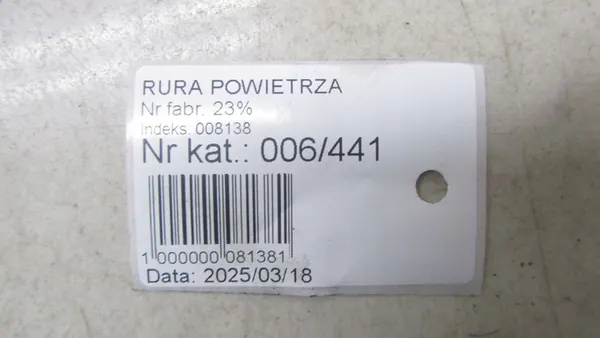 RURA POWIETRZA
Nr fabr. 23%
Indeks: 008138
Nr kat.: 006/441
1 000000 081381
Data: 2025/03/18